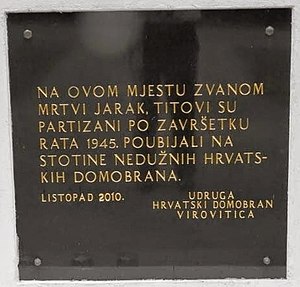 NA OVOM MJESTU ZVANOM
MRTVI JARAK, TITOVI SU
PARTIZANI PO ZAVRŠETKU
RATA 1945. POUBIJALI NA
STOTINE NEDUŽNIH HRVATS-
KIH DOMOBRANA.
LISTOPAD 2010.
UDRUGA
HRVATSKI DOMOBRAN
VIROVITICA